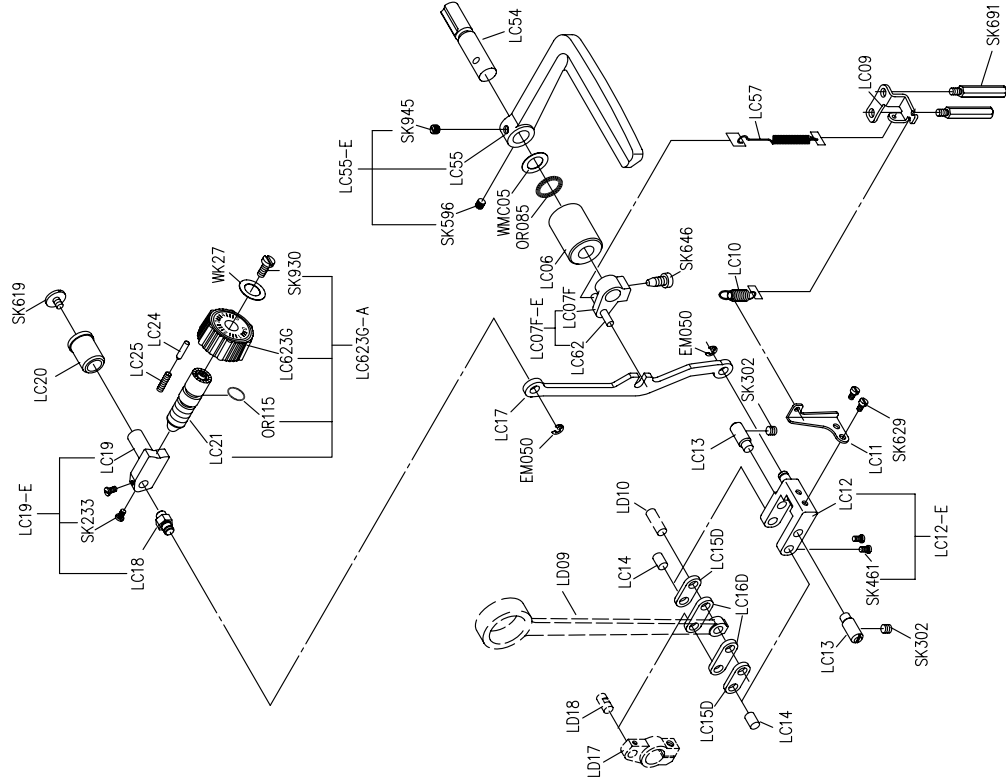 SK691
LC09
LC57
LC54
SK945
LC55
LC55-E
SK596
WMC05
OR085
LC06
SK646
LC07F
LC07F-E
LC62
LC10
EM050
SK302
SK619
LC20
WK27
SK930
LC24
LC25
LC623G
LC623G-A
OR115
LC21
LC19
LC19-E
SK233
LC18
LC17
EM050
LC13
SK629
LC11
LC12
LC12-E
SK461
LD10
LC14
LC15D
LC16D
LD09
LC13
SK302
LD18
LD17
LC15D
LC14